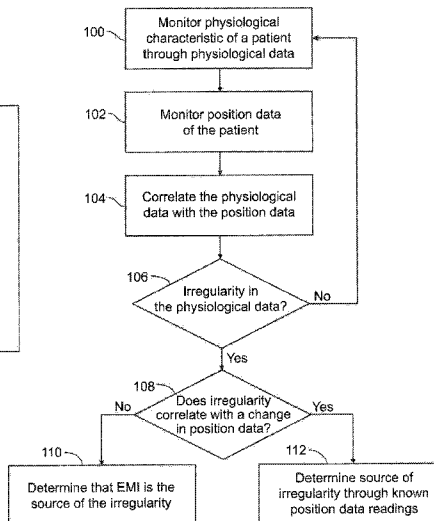 100
Monitor physiological
characteristic of a patient
through physiological data
102
Monitor position data
of the patient
104
Correlate the physiological
data with the position data
106
Irregularity in
the physiological data?
No
Yes
108
Does irregularity
correlate with a change
in position data?
No
Yes
110
Determine that EMI is the
source of the irregularity
112
Determine source of
irregularity through known
position data readings